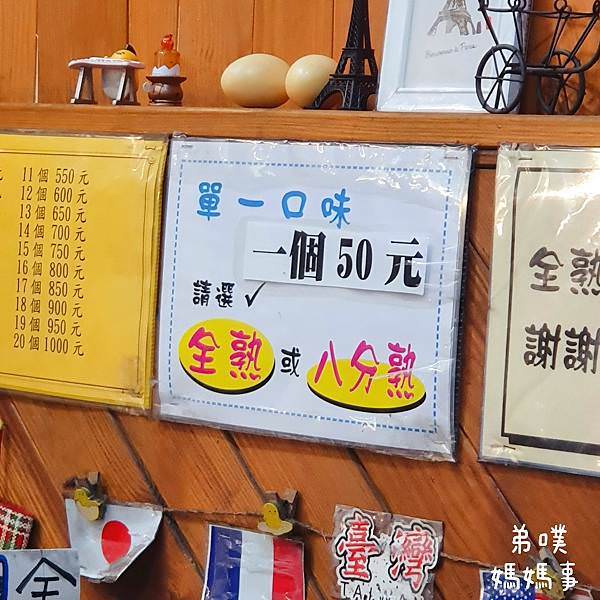 11個 550元
12個 600元
13個 650元
14個 700元
15個 750元
16個 800元
17個 850元
18個 900元
19個 950元
20個1000元
單一口味
一個50元
請選✓
全熟 或 八分熟
全熟
謝謝
臺灣
全
弟噗
媽媽事